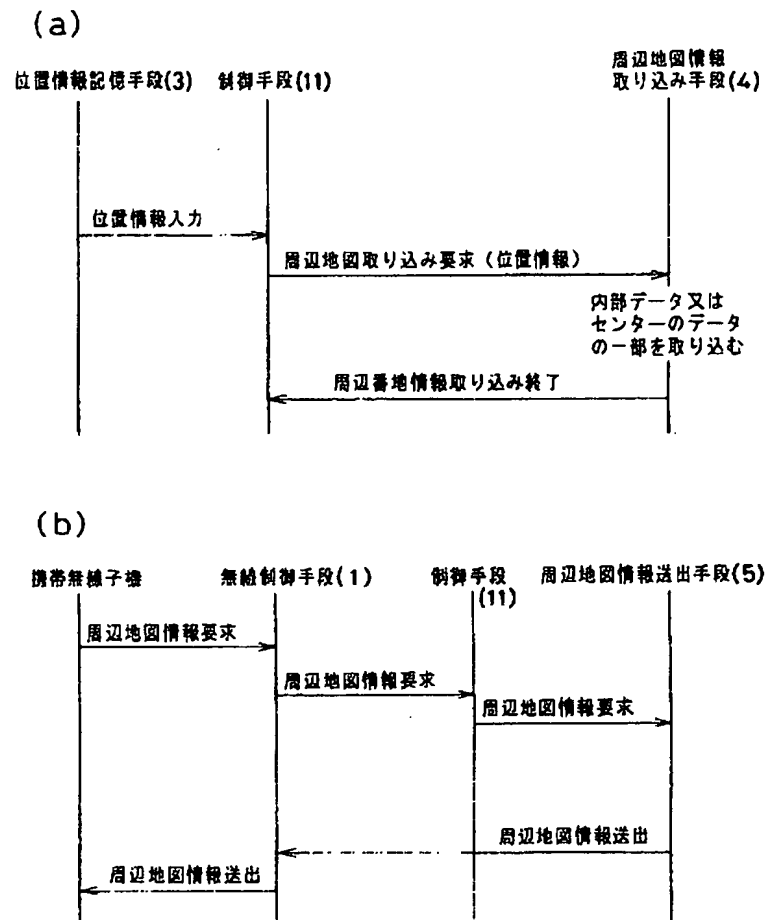 (a)
周辺地図情報
位置情報記憶手段(3) 制御手段(11) 取り込み手段(4)
位置情報入力
周辺地図取り込み要求(位置情報)
内部データ又は
センターのデータ
の一部を取り込む
周辺番地情報取り込み終了
(b)
携帯無線子機 無線制御手段(1) 制御手段 周辺地図情報送出手段(5)
(11)
周辺地図情報要求
周辺地図情報要求
周辺地図情報要求
周辺地図情報送出
周辺地図情報送出